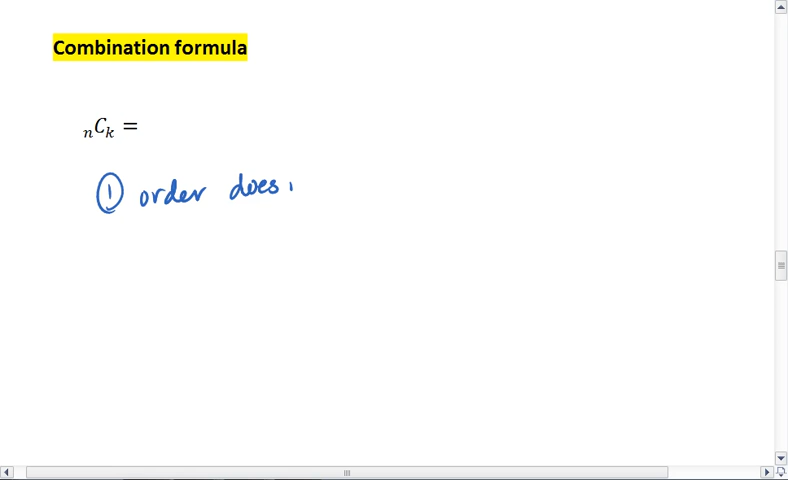 Combination formula
ₙCₖ =
① order does